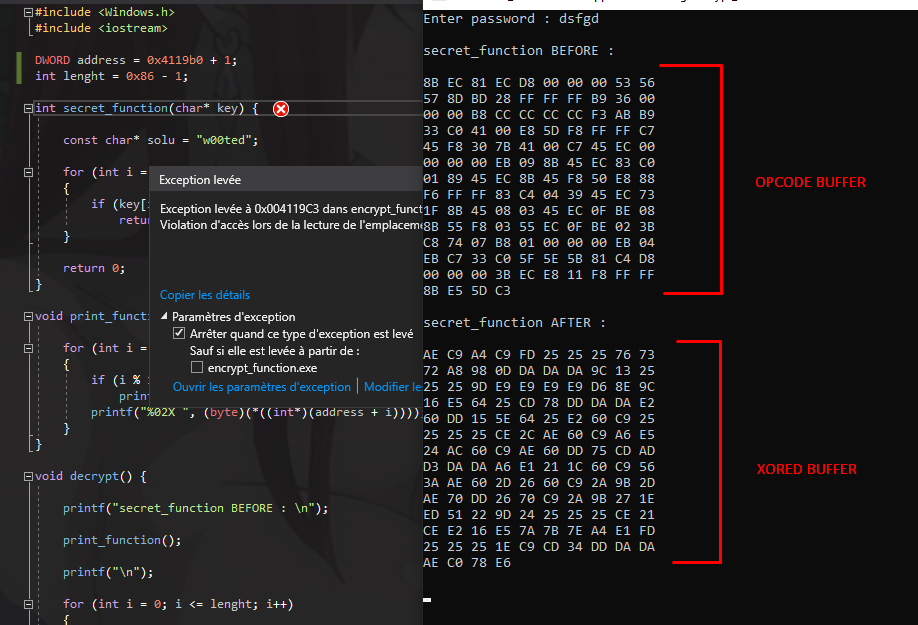 #include <Windows.h>
#include <iostream>
DWORD address = 0x4119b0 + 1;
int lenght = 0x86 - 1;
int secret_function(char* key) {
const char* solu = "w00ted";
for (int i =
{
if (key[
retu
}
return 0;
}
void print_functi
for (int i =
{
if (i %
prin
printf("%02X ", (byte)(*((int*)(address + i))));
}
}
void decrypt() {
printf("secret_function BEFORE : \n");
print_function();
printf("\n");
for (int i = 0; i <= lenght; i++)
{
Exception levée
Exception levée à 0x004119C3 dans encrypt_funct
Violation d'accès lors de la lecture de l'emplaceme
Copier les détails
Paramètres d'exception
Arrêter quand ce type d'exception est levé
Sauf si elle est levée à partir de :
encrypt_function.exe
Ouvrir les paramètres d'exception | Modifier le
Enter password : dsfgd
secret_function BEFORE :
8B EC 81 EC D8 00 00 00 53 56
57 8D BD 28 FF FF FF B9 36 00
00 00 B8 CC CC CC CC F3 AB B9
33 C0 41 00 E8 5D F8 FF FF C7
45 F8 30 7B 41 00 C7 45 EC 00
00 00 00 EB 09 8B 45 EC 83 C0
01 89 45 EC 8B 45 F8 50 E8 88
F6 FF FF 83 C4 04 39 45 EC 73
1F 8B 45 08 03 45 EC 0F BE 08
8B 55 F8 03 55 EC 0F BE 02 3B
C8 74 07 B8 01 00 00 00 EB 04
EB C7 33 C0 5F 5E 5B 81 C4 D8
00 00 00 3B EC E8 11 F8 FF FF
8B E5 5D C3
secret_function AFTER :
AE C9 A4 C9 FD 25 25 25 76 73
72 A8 98 0D DA DA DA 9C 13 25
25 25 9D E9 E9 E9 E9 D6 8E 9C
16 E5 64 25 CD 78 DD DA DA E2
60 DD 15 5E 64 25 E2 60 C9 25
25 25 25 CE 2C AE 60 C9 A6 E5
24 AC 60 C9 AE 60 DD 75 CD AD
D3 DA DA A6 E1 21 1C 60 C9 56
3A AE 60 2D 26 60 C9 2A 9B 2D
AE 70 DD 26 70 C9 2A 9B 27 1E
ED 51 22 9D 24 25 25 25 CE 21
CE E2 16 E5 7A 7B 7E A4 E1 FD
25 25 25 1E C9 CD 34 DD DA DA
AE C0 78 E6
OPCODE BUFFER
XORED BUFFER